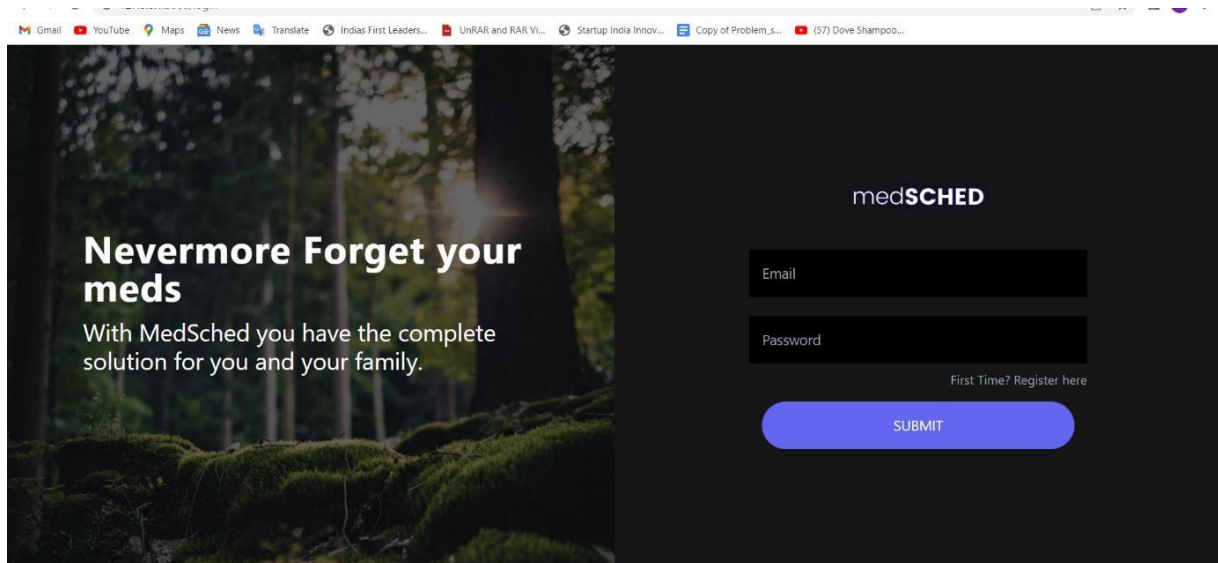 Gmail YouTube Maps News Translate Indias First Leaders... UnRAR and RAR Vi... Startup India Innov... Copy of Problem_s... (57) Dove Shampoo...
medSCHED
Nevermore Forget your
meds
With MedSched you have the complete
solution for you and your family.
Email
Password
First Time? Register here
SUBMIT